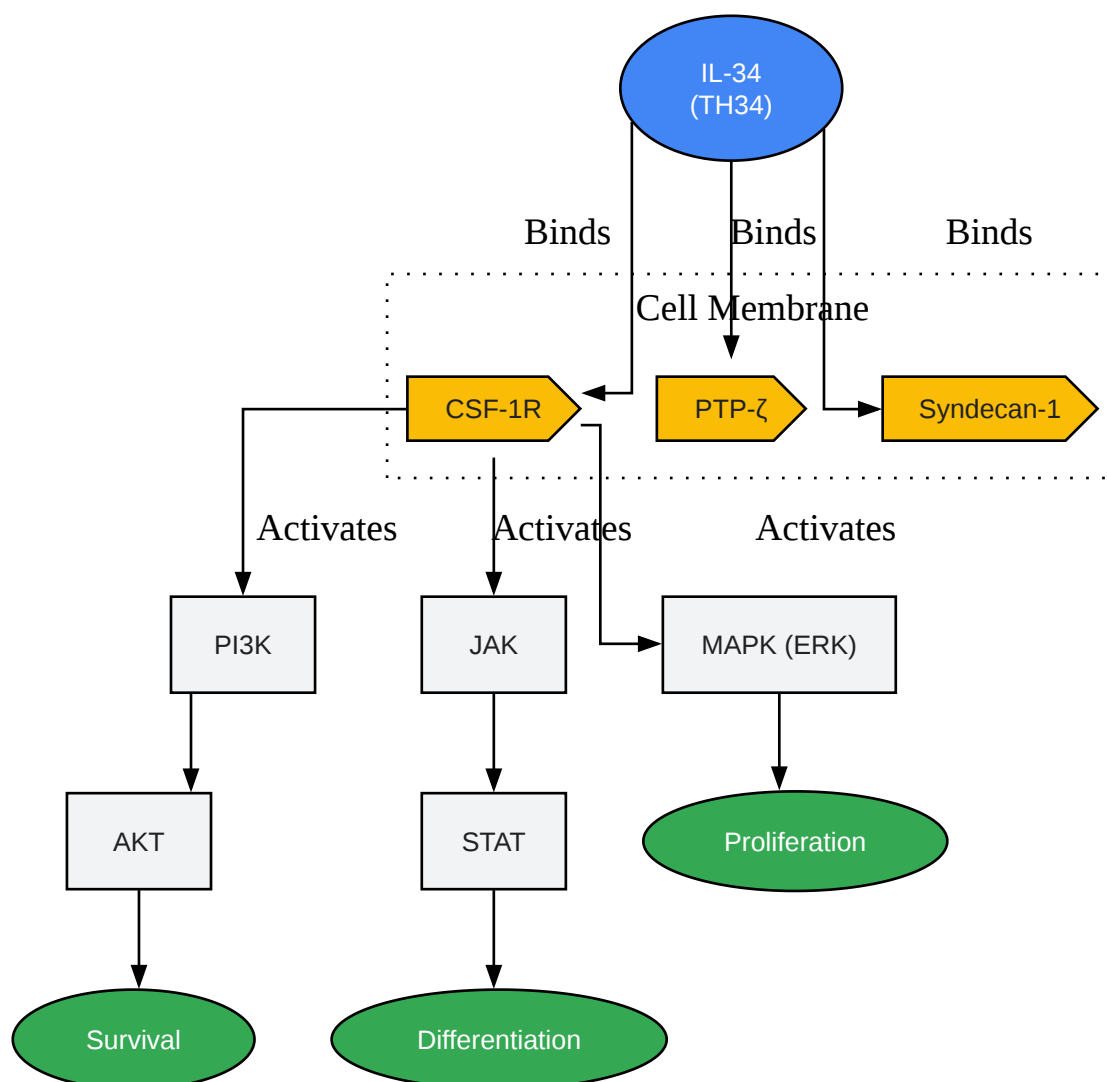 IL-34
(TH34)
Binds
Binds
Binds
Cell Membrane
CSF-1R
PTP-ζ
Syndecan-1
Activates
Activates
Activates
PI3K
JAK
MAPK (ERK)
AKT
STAT
Proliferation
Survival
Differentiation